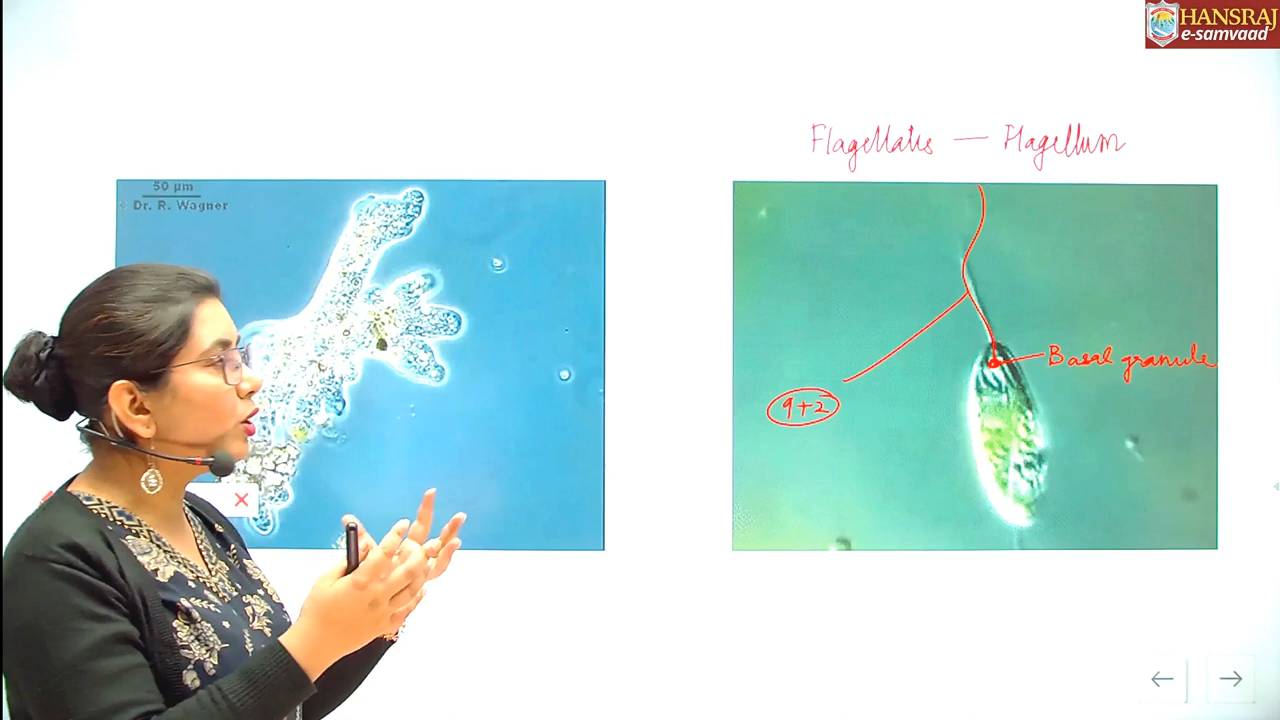 HANSRAJ
e-samvaad
Flagellates — Flagellum
50 µm
Dr. R. Wagner
Basal granule
9+2